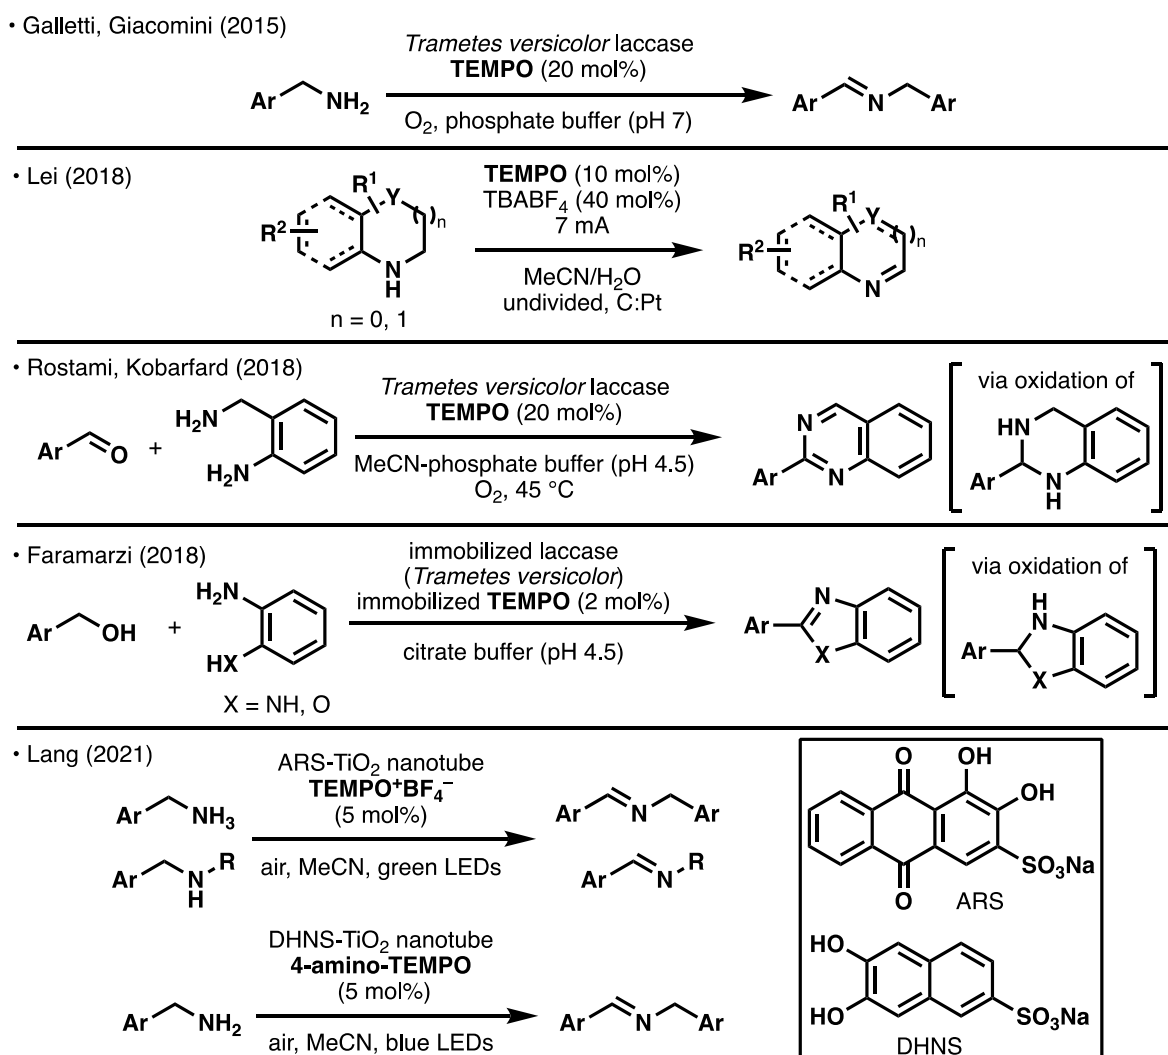 • Galletti, Giacomini (2015)
Trametes versicolor laccase
TEMPO (20 mol%)
O₂, phosphate buffer (pH 7)
Ar
NH₂
Ar
N
Ar
• Lei (2018)
TEMPO (10 mol%)
TBABF₄ (40 mol%)
7 mA
MeCN/H₂O
undivided, C:Pt
R¹
Y
( )n
R²
N
H
n = 0, 1
R¹
Y
( )n
R²
N
• Rostami, Kobarfard (2018)
Trametes versicolor laccase
TEMPO (20 mol%)
MeCN-phosphate buffer (pH 4.5)
O₂, 45 °C
Ar
O
+
H₂N
H₂N
N
Ar
N
via oxidation of
HN
Ar
N
H
• Faramarzi (2018)
immobilized laccase
(Trametes versicolor)
immobilized TEMPO (2 mol%)
citrate buffer (pH 4.5)
Ar
OH
+
H₂N
HX
X = NH, O
N
Ar
X
via oxidation of
H
N
Ar
X
• Lang (2021)
ARS-TiO₂ nanotube
TEMPO⁺BF₄⁻
(5 mol%)
air, MeCN, green LEDs
Ar
NH₃
Ar
N
H
R
Ar
N
Ar
Ar
N
R
DHNS-TiO₂ nanotube
4-amino-TEMPO
(5 mol%)
air, MeCN, blue LEDs
Ar
NH₂
Ar
N
Ar
O
OH
OH
SO₃Na
O
ARS
HO
HO
SO₃Na
DHNS